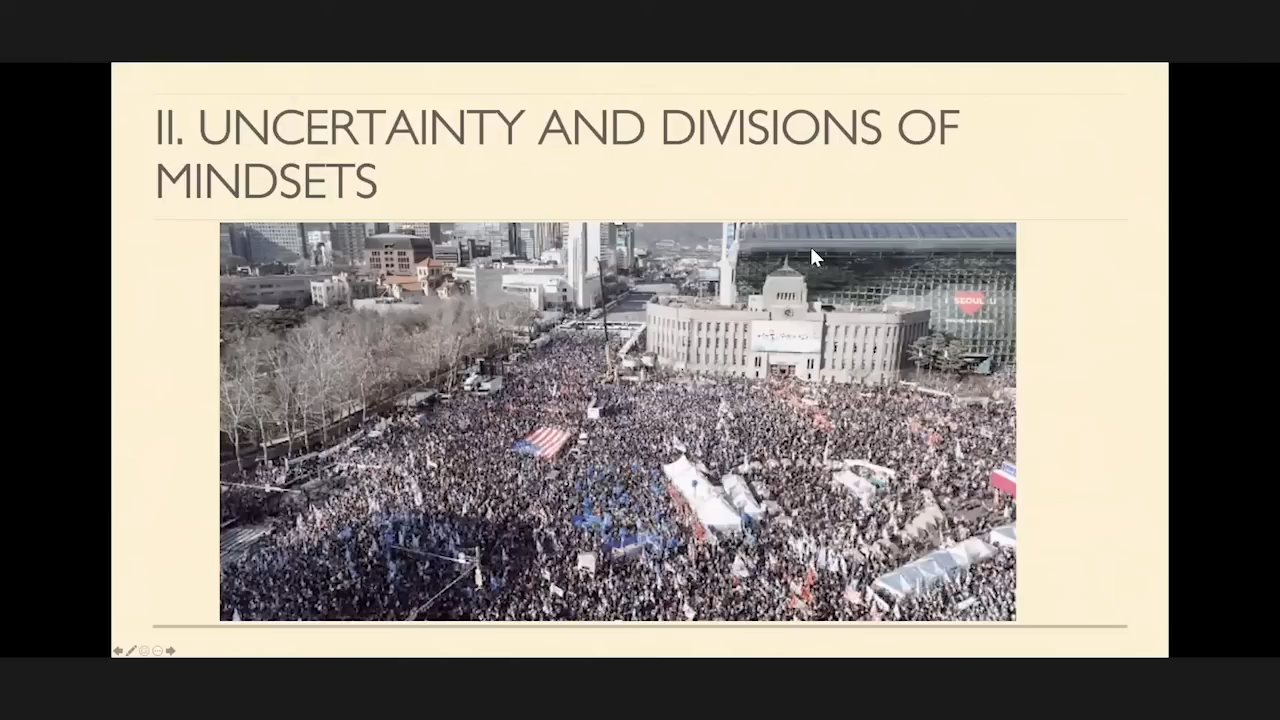 II. UNCERTAINTY AND DIVISIONS OF
MINDSETS
I SEOUL U